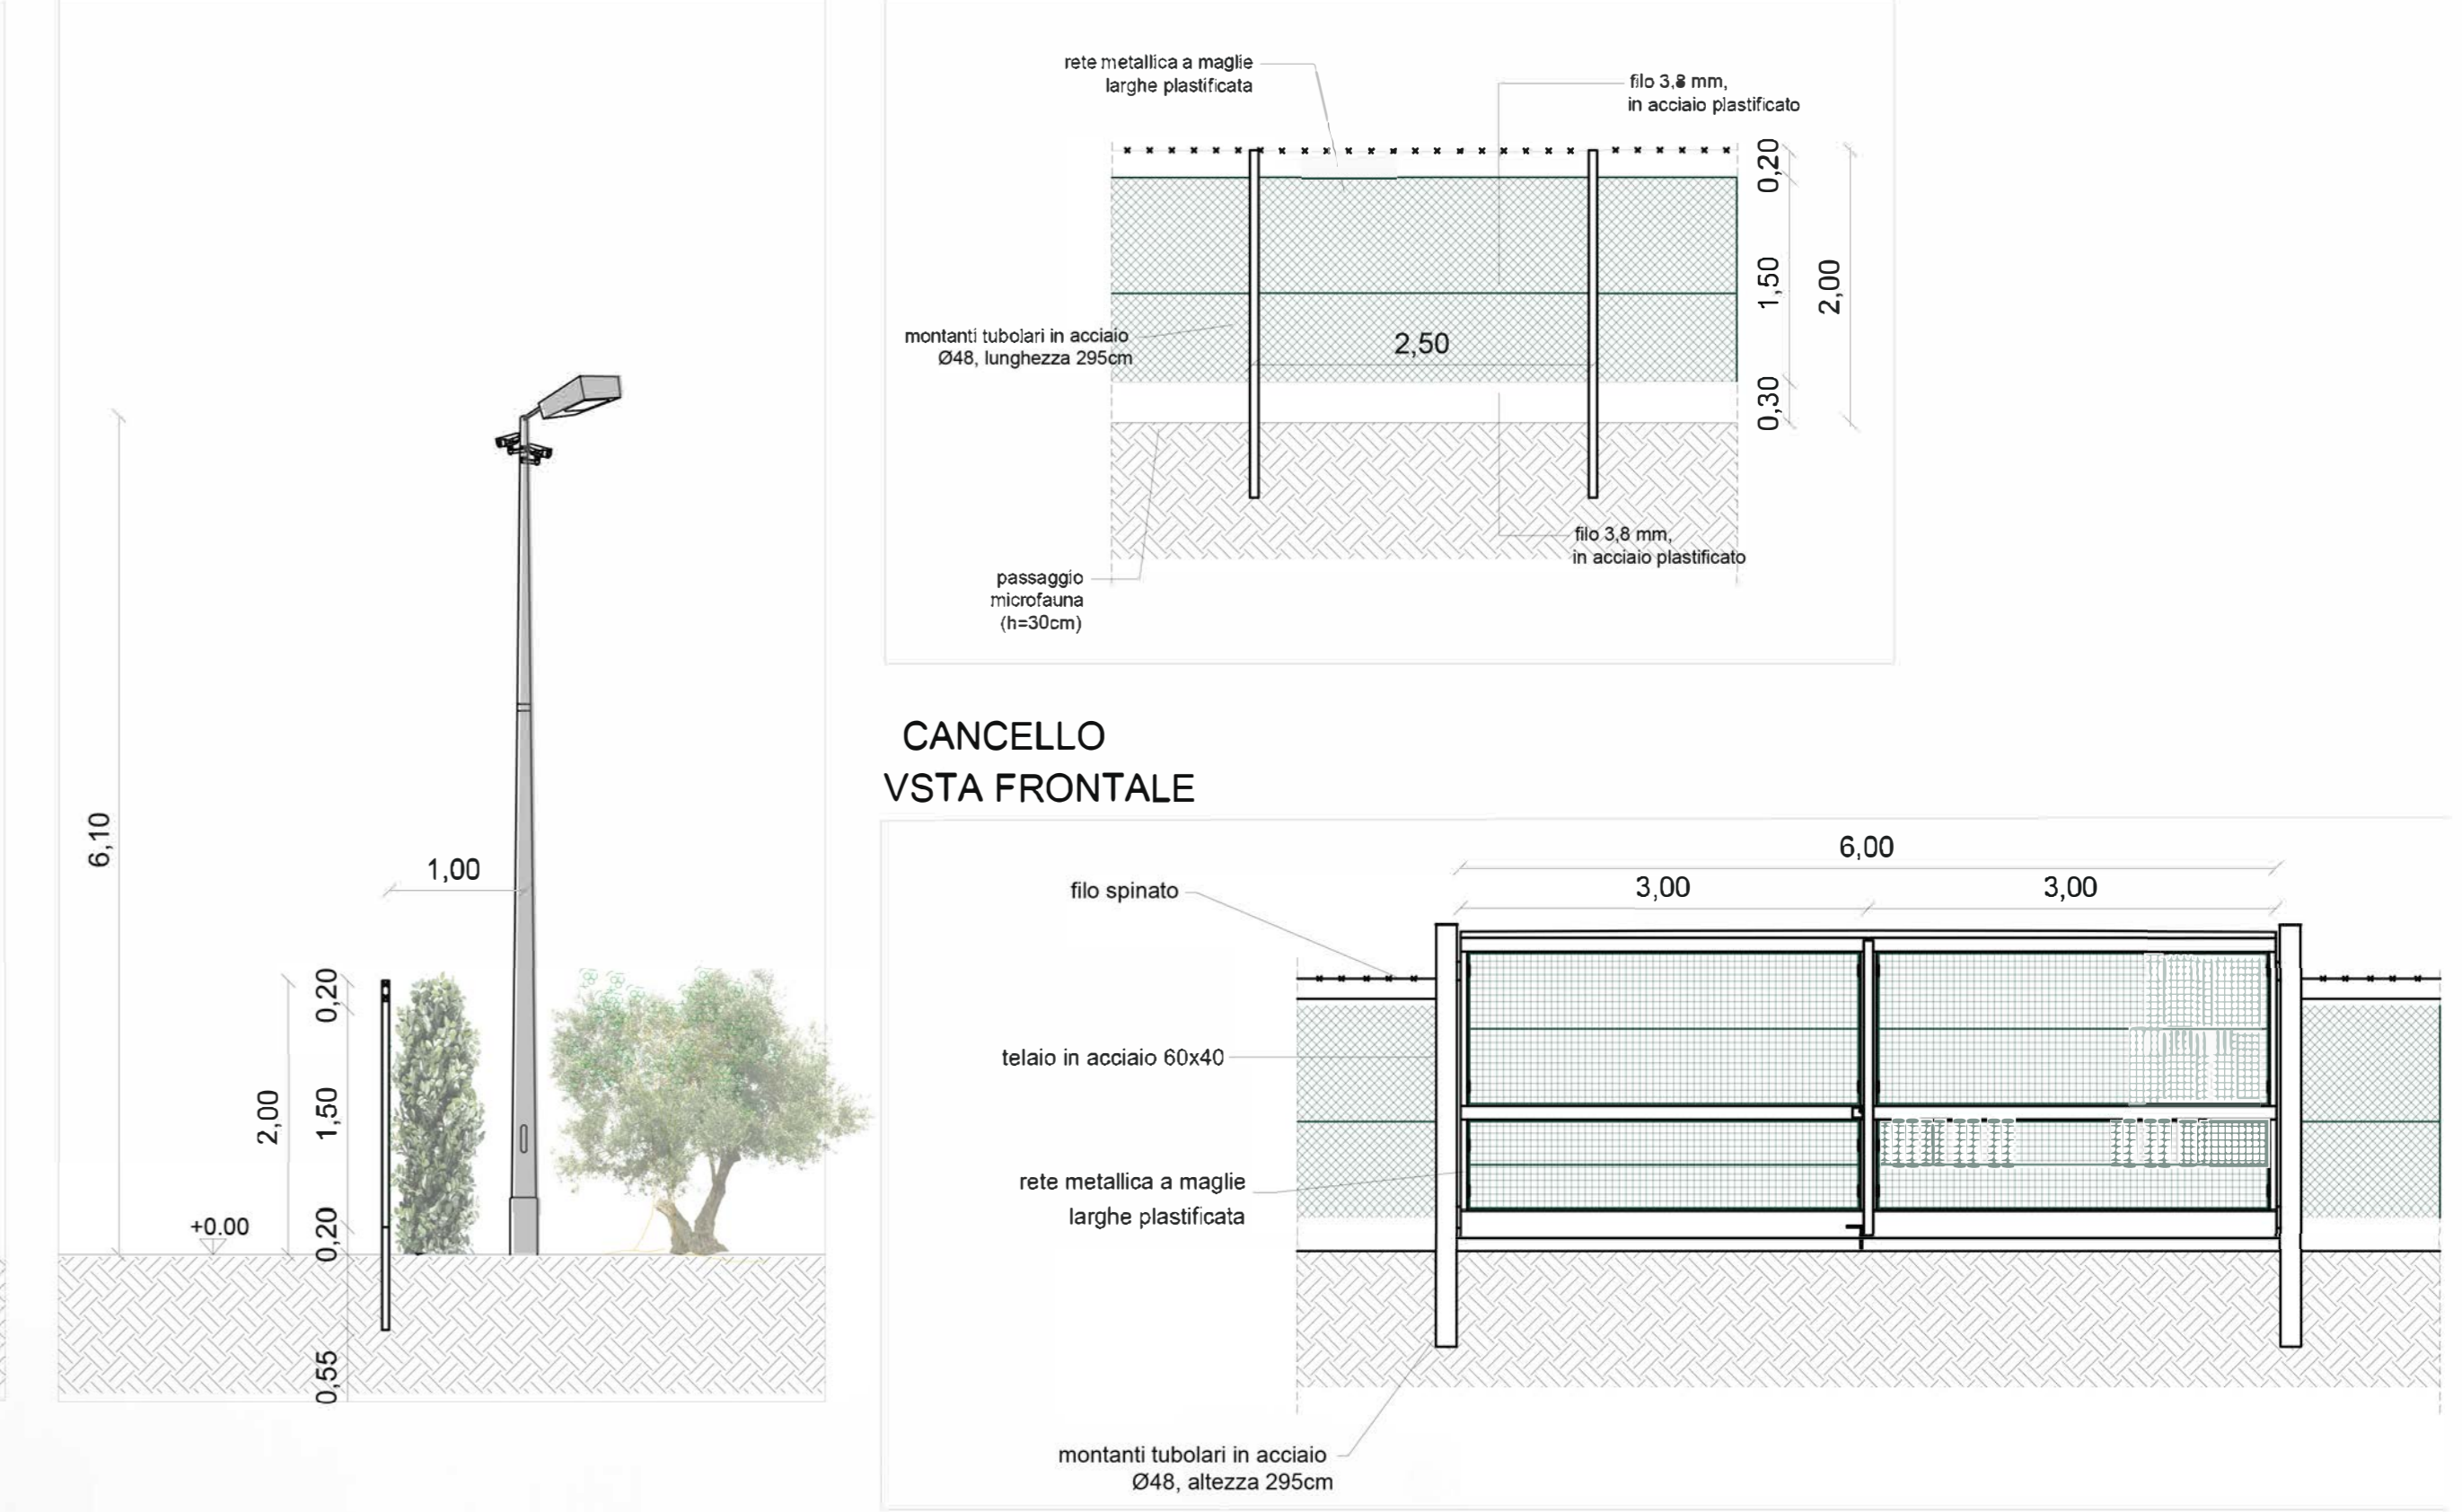 6,10
1,00
2,00
0,20
1,50
0,20
0,55
+0.00
rete metallica a maglie
larghe plastificata
filo 3,8 mm,
in acciaio plastificato
montanti tubolari in acciaio
Ø48, lunghezza 295cm
2,50
0,20
1,50
0,30
2,00
filo 3,8 mm,
in acciaio plastificato
passaggio
microfauna
(h=30cm)
CANCELLO
VSTA FRONTALE
6,00
3,00
3,00
filo spinato
telaio in acciaio 60x40
rete metallica a maglie
larghe plastificata
montanti tubolari in acciaio
Ø48, altezza 295cm